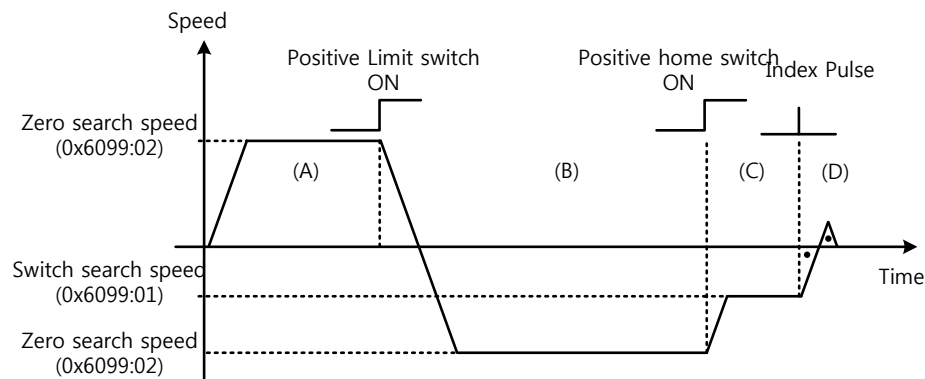 Speed
Positive Limit switch
ON
Positive home switch
ON
Index Pulse
Zero search speed
(0x6099:02)
(A)
(B)
(C)
(D)
Switch search speed
(0x6099:01)
Time
Zero search speed
(0x6099:02)